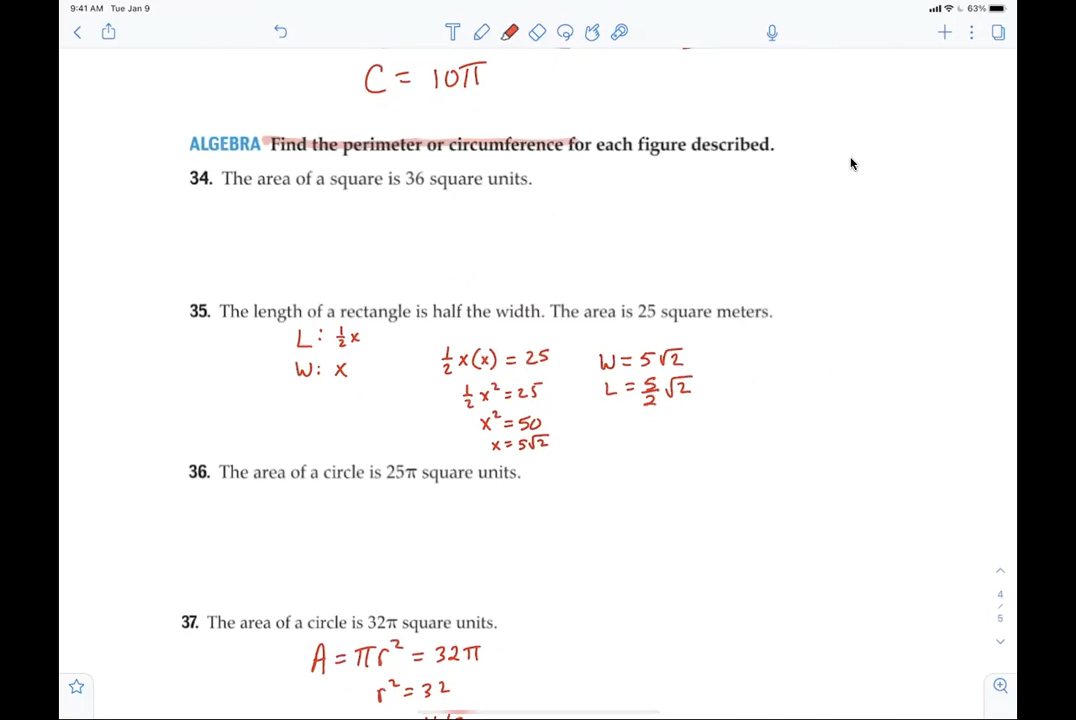 9:41 AM Tue Jan 9
63%
C = 10π
ALGEBRA Find the perimeter or circumference for each figure described.
34. The area of a square is 36 square units.
35. The length of a rectangle is half the width. The area is 25 square meters.
L: ½x
W: x
½x(x) = 25
½x² = 25
x² = 50
x = 5√2
W = 5√2
L = 5/2 √2
36. The area of a circle is 25π square units.
37. The area of a circle is 32π square units.
A = πr² = 32π
r² = 32
4
/
5